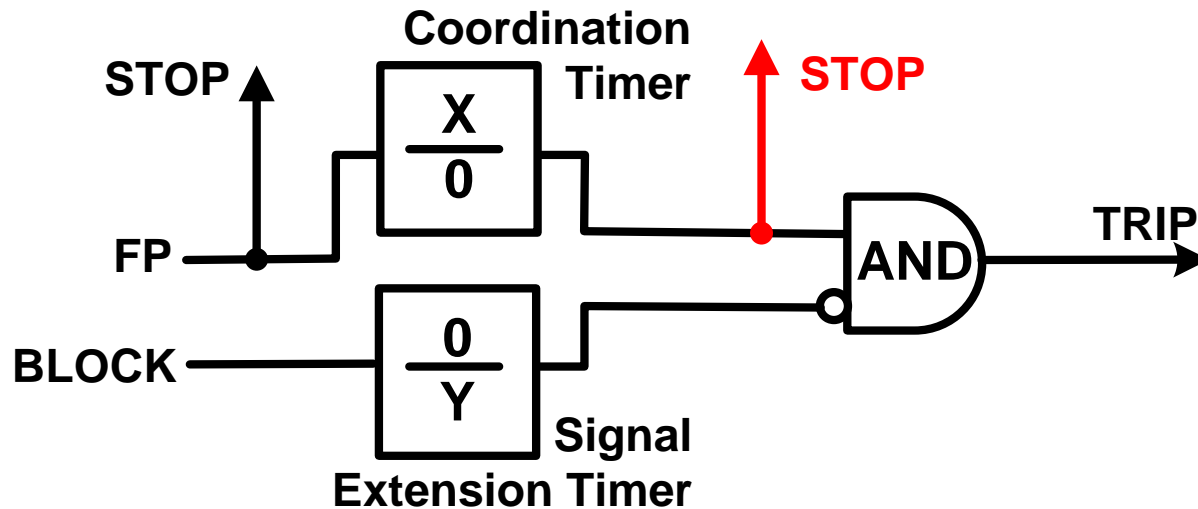 Coordination
Timer
STOP
STOP
X
0
FP
TRIP
AND
BLOCK
0
Y
Signal
Extension Timer